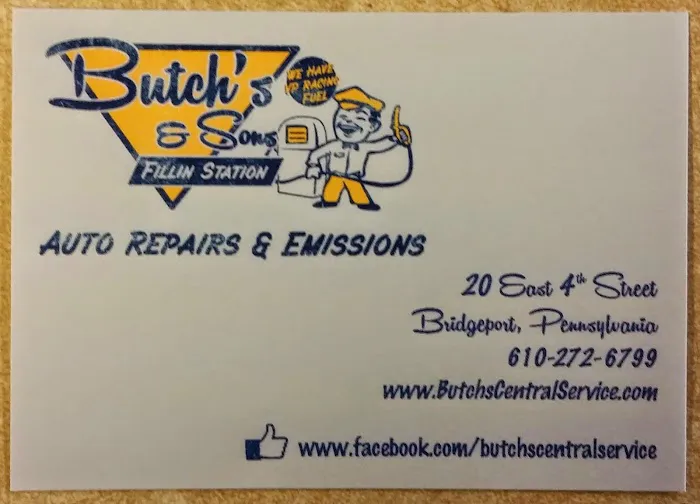 Butch's
& Sons
Fillin Station
WE HAVE
VP RACING
FUEL
Auto Repairs & Emissions
20 East 4th Street
Bridgeport, Pennsylvania
610-272-6799
www.ButchsCentralService.com
www.facebook.com/butchscentralservice